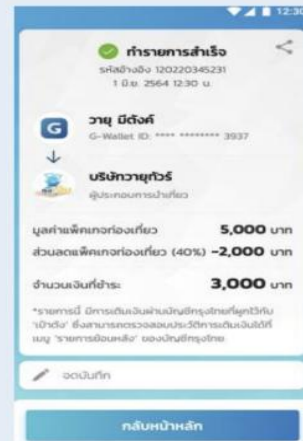 12:30
ทำรายการสำเร็จ
รหัสอ้างอิง 120220345231
1 มิ.ย. 2564 12:30 น.
G
วายุ มีตังค์
G-Wallet ID: **** ******** 3937
บริษัทวายุทัวร์
ผู้ประกอบการนำเที่ยว
มูลค่าแพ็คเกจท่องเที่ยว 5,000 บาท
ส่วนลดแพ็คเกจท่องเที่ยว (40%) -2,000 บาท
จำนวนเงินที่ชำระ 3,000 บาท
*รายการนี้ มีการเติมเงินผ่านบัญชีกรุงไทยที่ผูกไว้กับ
'เป๋าตัง' ซึ่งสามารถตรวจสอบประวัติการเติมเงินได้ที่
เมนู 'รายการย้อนหลัง' ของบัญชีกรุงไทย
จดบันทึก
กลับหน้าหลัก